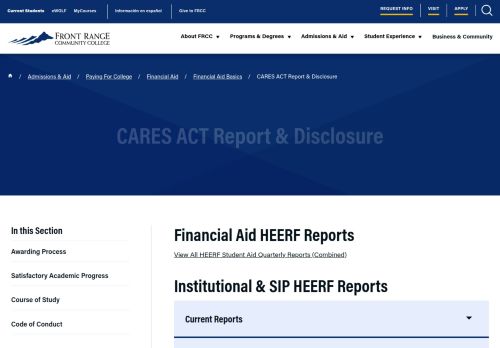 Current Students eWOLF MyCourses Información en español Give to FRCC REQUEST INFO VISIT APPLY
FRONT RANGE
COMMUNITY COLLEGE
About FRCC Programs & Degrees Admissions & Aid Student Experience Business & Community
/ Admissions & Aid / Paying For College / Financial Aid / Financial Aid Basics / CARES ACT Report & Disclosure
CARES ACT Report & Disclosure
In this Section
Awarding Process
Satisfactory Academic Progress
Course of Study
Code of Conduct
Financial Aid HEERF Reports
View All HEERF Student Aid Quarterly Reports (Combined)
Institutional & SIP HEERF Reports
Current Reports